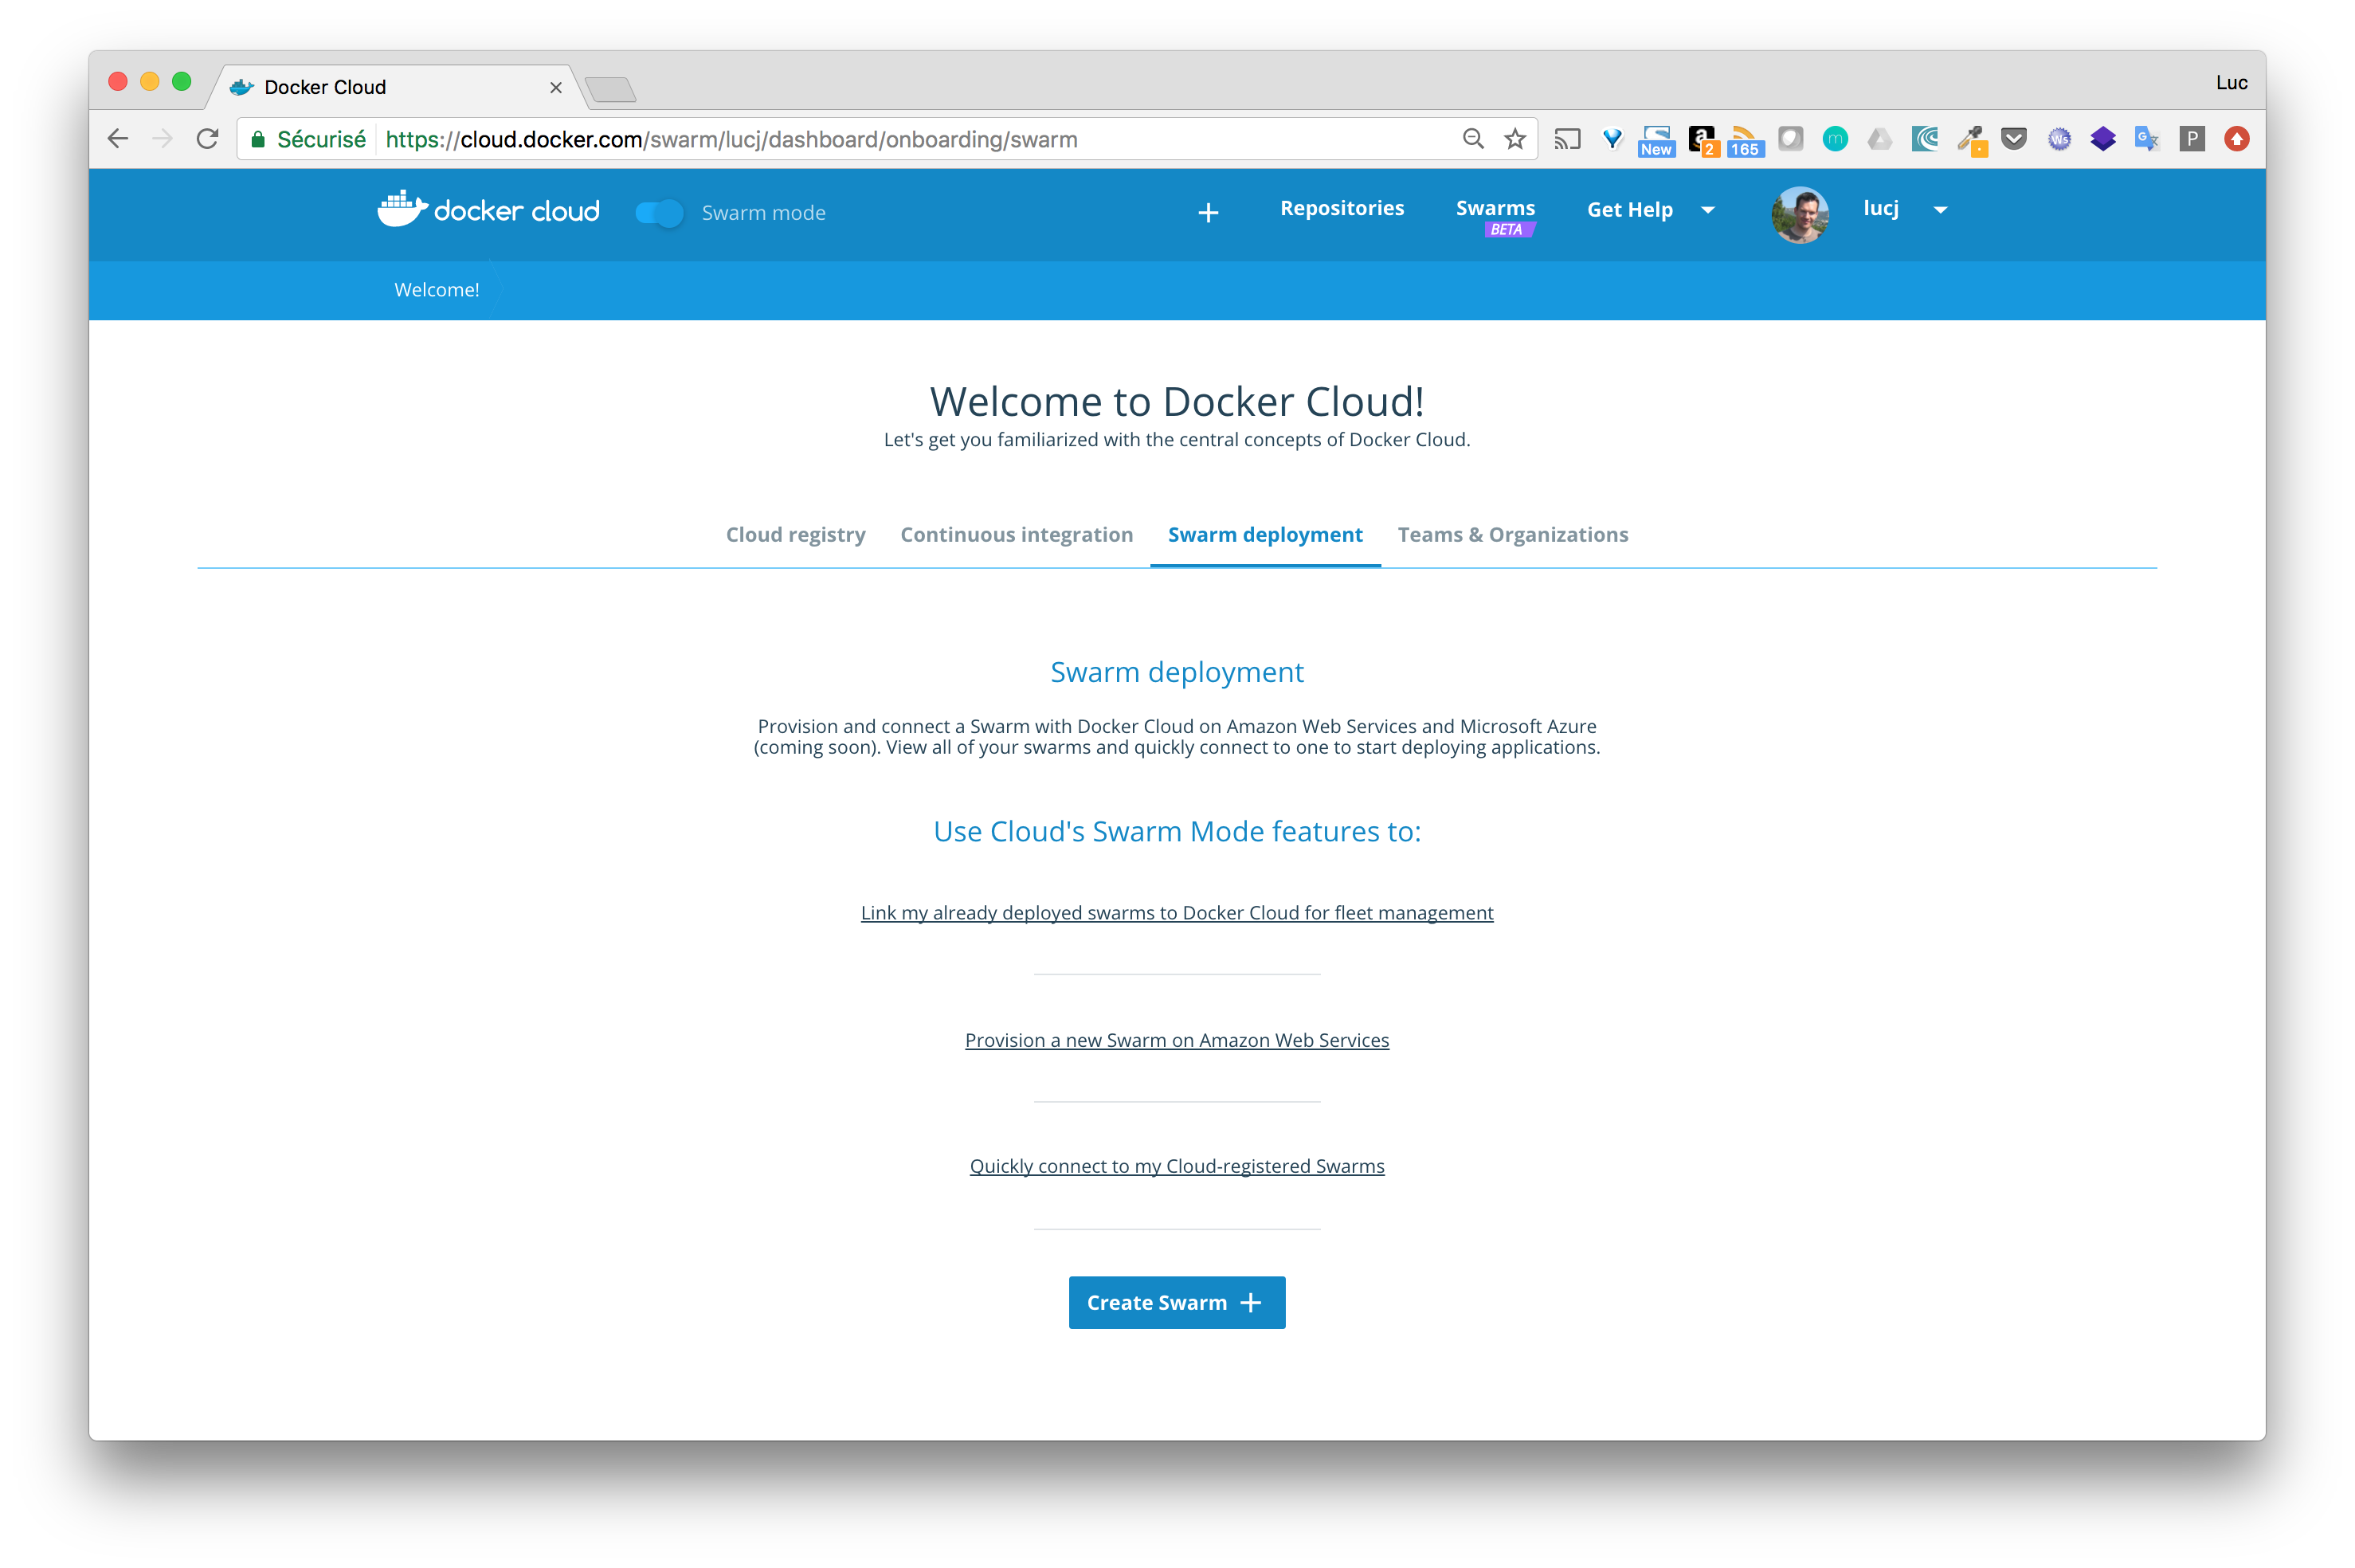 Docker Cloud
Luc
Sécurisé https://cloud.docker.com/swarm/lucj/dashboard/onboarding/swarm
New
a 2
165
m
Ws
G
P
docker cloud
Swarm mode
Repositories
Swarms
BETA
Get Help
lucj
Welcome!
Welcome to Docker Cloud!
Let's get you familiarized with the central concepts of Docker Cloud.
Cloud registry Continuous integration Swarm deployment Teams & Organizations
Swarm deployment
Provision and connect a Swarm with Docker Cloud on Amazon Web Services and Microsoft Azure
(coming soon). View all of your swarms and quickly connect to one to start deploying applications.
Use Cloud's Swarm Mode features to:
Link my already deployed swarms to Docker Cloud for fleet management
Provision a new Swarm on Amazon Web Services
Quickly connect to my Cloud-registered Swarms
Create Swarm +